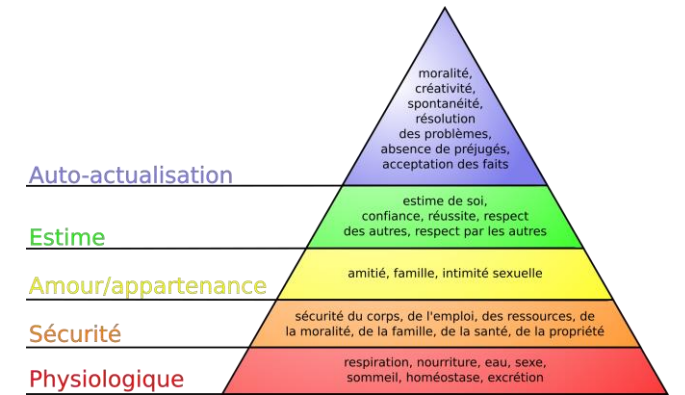 moralité,
créativité,
spontanéité,
résolution
des problèmes,
absence de préjugés,
acceptation des faits
Auto-actualisation
estime de soi,
confiance, réussite, respect
des autres, respect par les autres
Estime
amitié, famille, intimité sexuelle
Amour/appartenance
sécurité du corps, de l'emploi, des ressources, de
la moralité, de la famille, de la santé, de la propriété
Sécurité
respiration, nourriture, eau, sexe,
sommeil, homéostase, excrétion
Physiologique